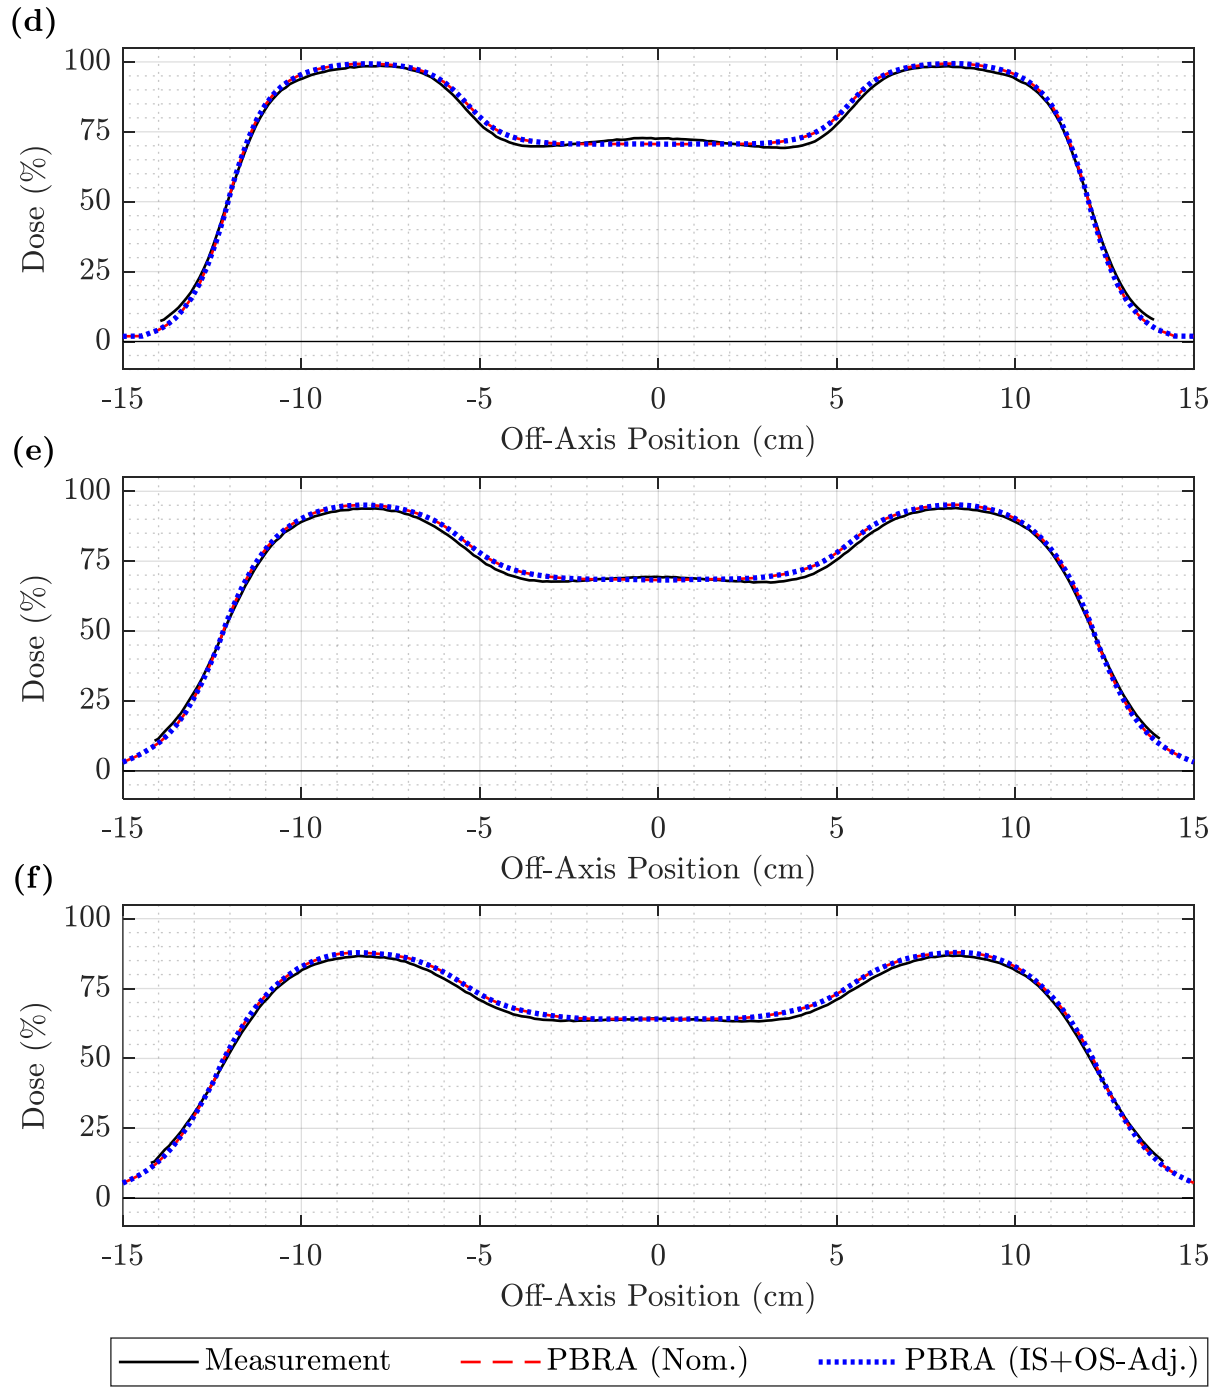 (d)
100
75
50
25
0
Dose (%)
-15 -10 -5 0 5 10 15
Off-Axis Position (cm)
(e)
100
75
50
25
0
Dose (%)
-15 -10 -5 0 5 10 15
Off-Axis Position (cm)
(f)
100
75
50
25
0
Dose (%)
-15 -10 -5 0 5 10 15
Off-Axis Position (cm)
Measurement PBRA (Nom.) PBRA (IS+OS-Adj.)